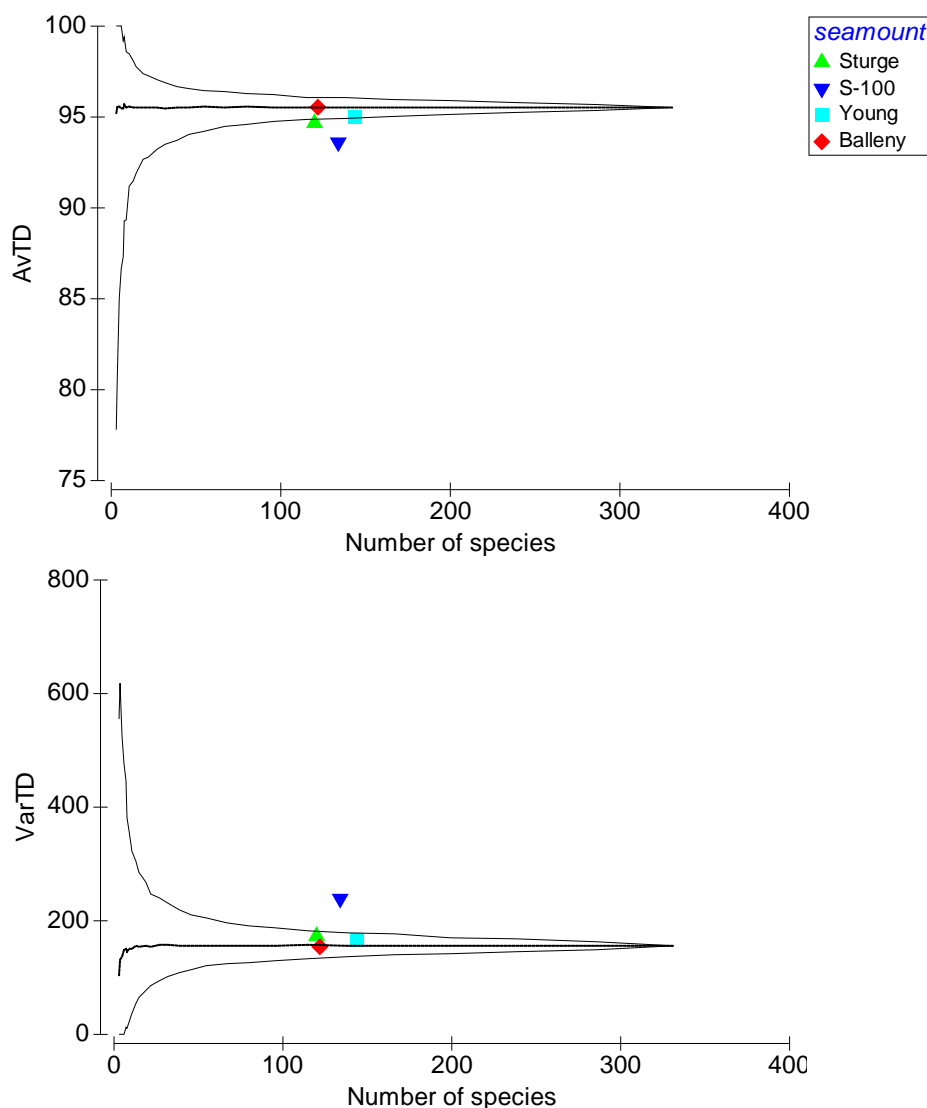 100
95
90
85
80
75
AvTD
0 100 200 300 400
Number of species
seamount
Sturge
S-100
Young
Balleny
800
600
400
200
0
VarTD
0 100 200 300 400
Number of species